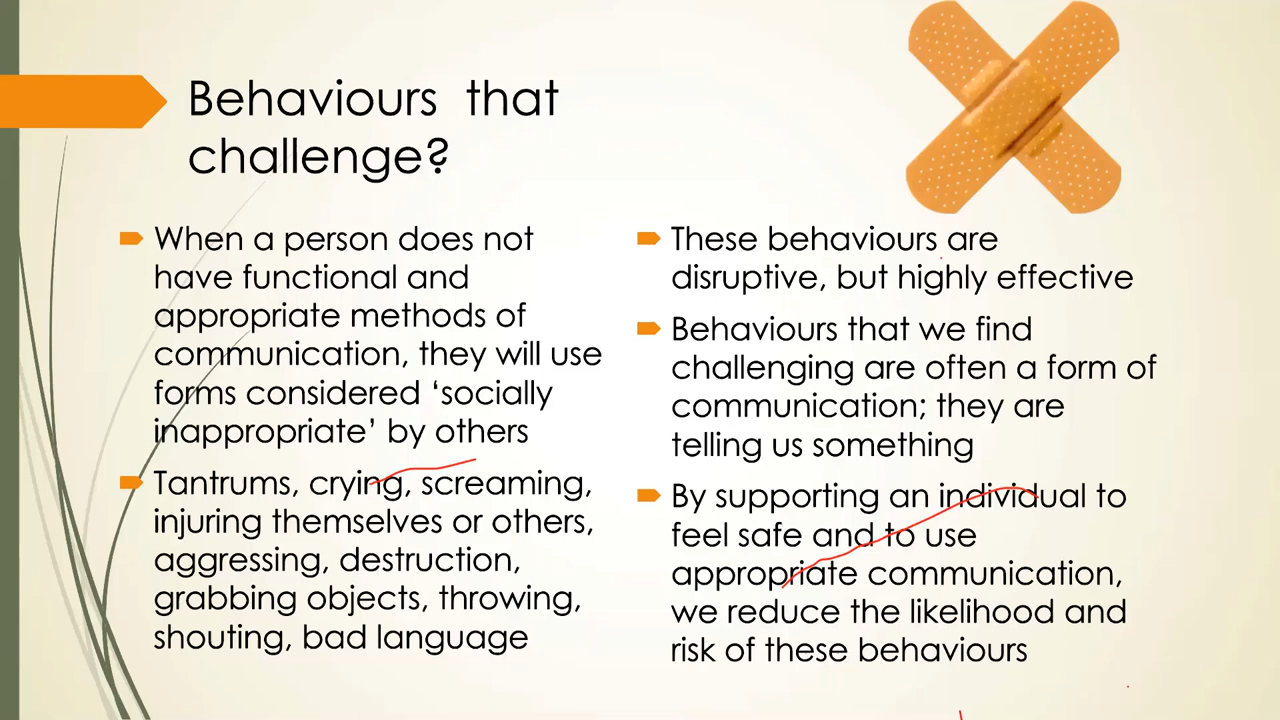 Behaviours that
challenge?
When a person does not
have functional and
appropriate methods of
communication, they will use
forms considered ‘socially
inappropriate’ by others
Tantrums, crying, screaming,
injuring themselves or others,
aggressing, destruction,
grabbing objects, throwing,
shouting, bad language
These behaviours are
disruptive, but highly effective
Behaviours that we find
challenging are often a form of
communication; they are
telling us something
By supporting an individual to
feel safe and to use
appropriate communication,
we reduce the likelihood and
risk of these behaviours